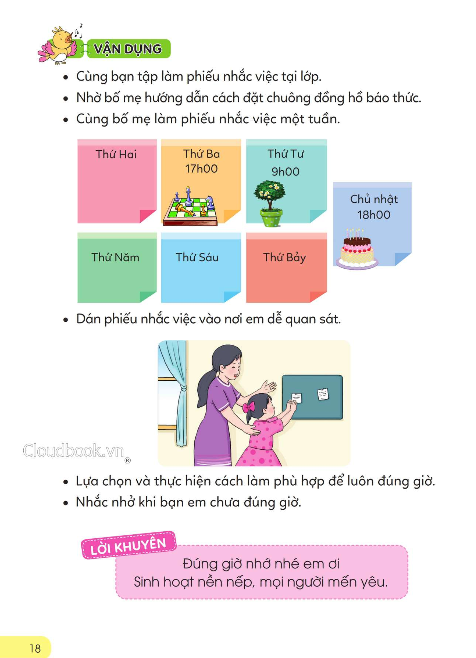 VẬN DỤNG
• Cùng bạn tập làm phiếu nhắc việc tại lớp.
• Nhờ bố mẹ hướng dẫn cách đặt chuông đồng hồ báo thức.
• Cùng bố mẹ làm phiếu nhắc việc một tuần.
Thứ Hai
Thứ Ba
17h00
Thứ Tư
9h00
Chủ nhật
18h00
Thứ Năm
Thứ Sáu
Thứ Bảy
• Dán phiếu nhắc việc vào nơi em dễ quan sát.
Cloudbook.vn
• Lựa chọn và thực hiện cách làm phù hợp để luôn đúng giờ.
• Nhắc nhở khi bạn em chưa đúng giờ.
LỜI KHUYÊN
Đúng giờ nhớ nhé em ơi
Sinh hoạt nền nếp, mọi người mến yêu.
18